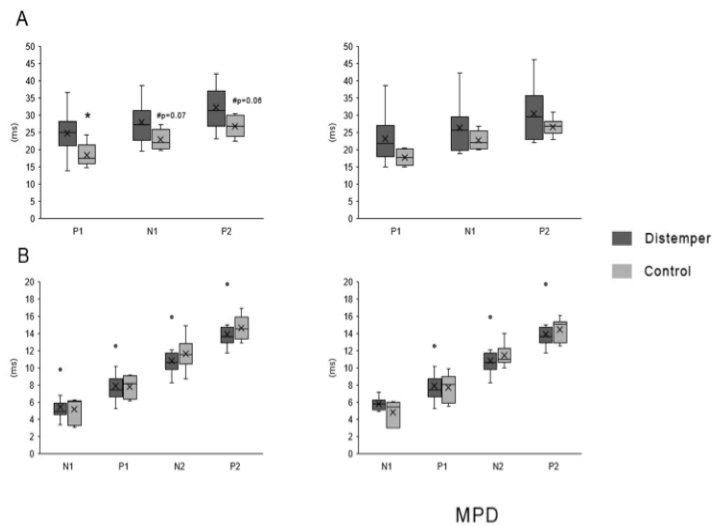 A
50 50
45 45
40 40
35 35
30 #p=0.07 #p=0.06 30
25 * 25
(ms) (ms)
20 20
15 15
10 10
5 5
0 0
P1 N1 P2 P1 N1 P2
Distemper
Control
B
20 20
18 18
16 16
14 14
12 12
(ms) (ms)
10 10
8 8
6 6
4 4
2 2
0 0
N1 P1 N2 P2 N1 P1 N2 P2
MPD